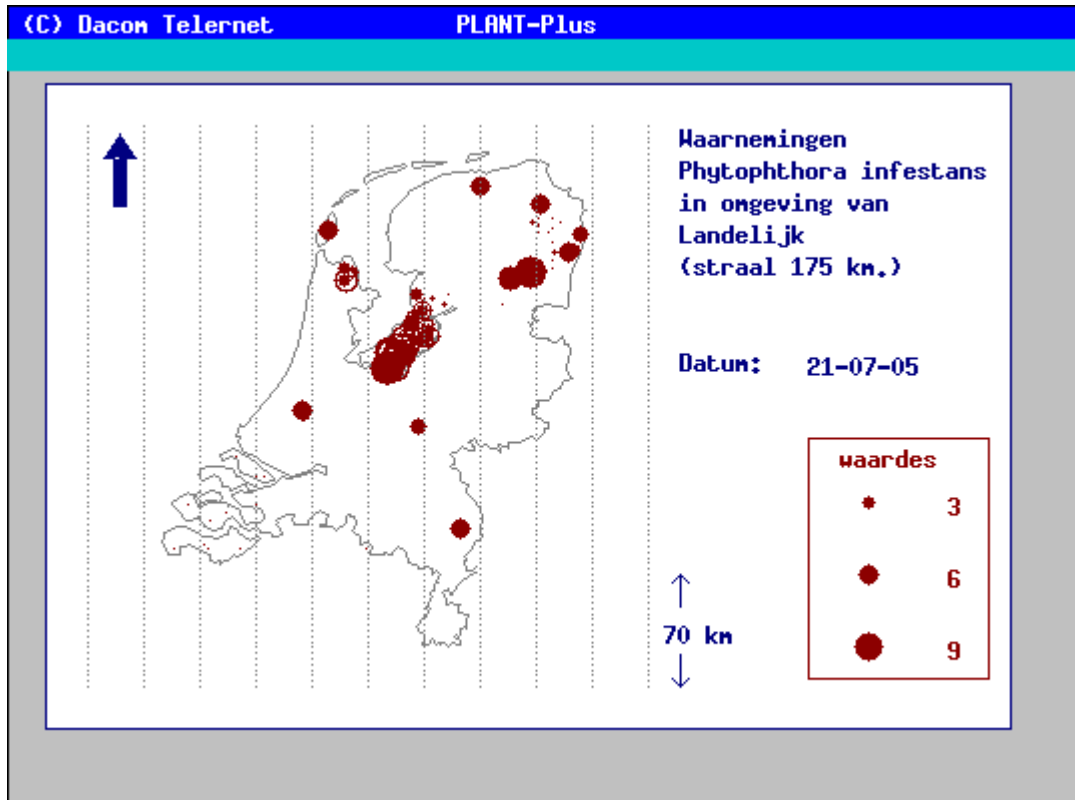 (C) Dacom Telernet
PLANT-Plus
Waarnemingen
Phytophthora infestans
in omgeving van
Landelijk
(straal 175 km.)
Datum: 21-07-05
waardes
3
6
9
70 km